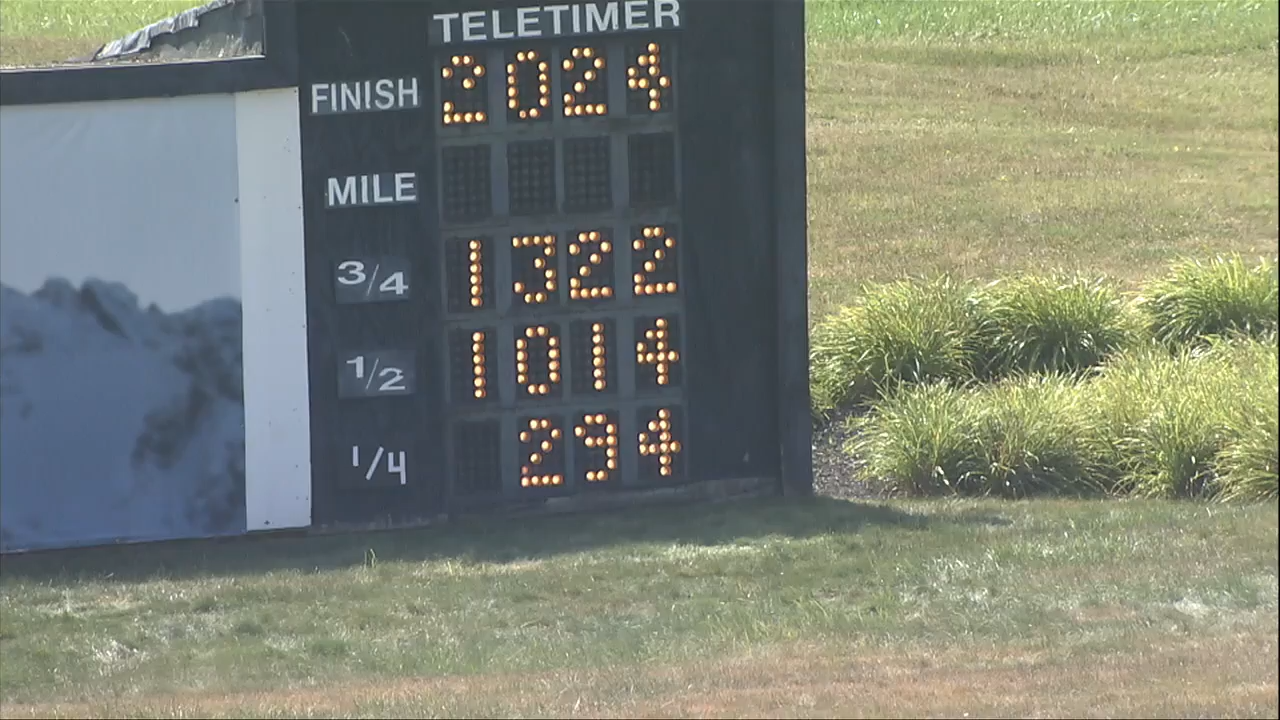 TELETIMER
FINISH 2024
MILE
3/4 1322
1/2 1014
1/4 294